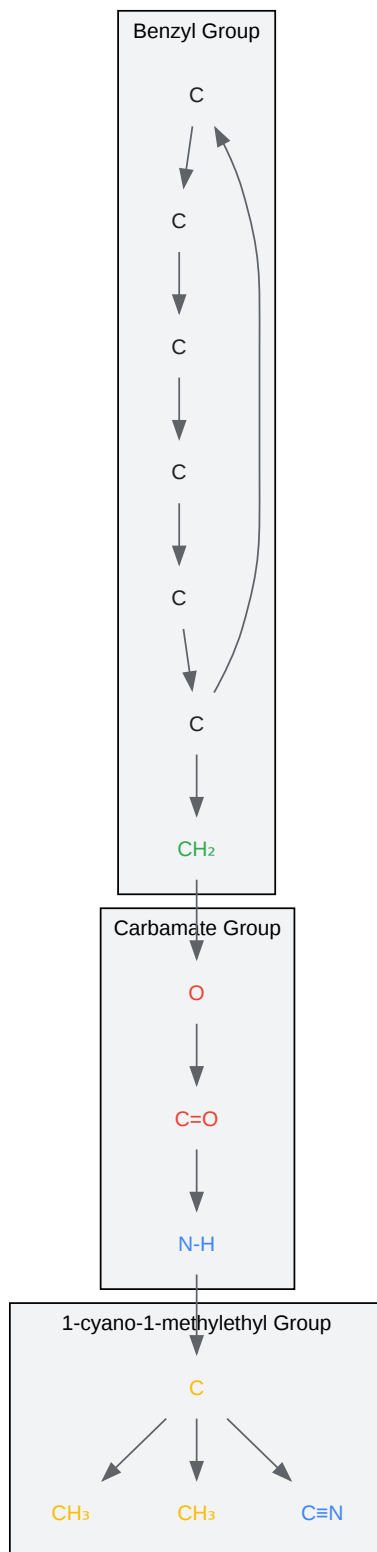 Benzyl Group
C
C
C
C
C
C
CH₂
Carbamate Group
O
C=O
N-H
1-cyano-1-methylethyl Group
C
CH₃ CH₃ C≡N